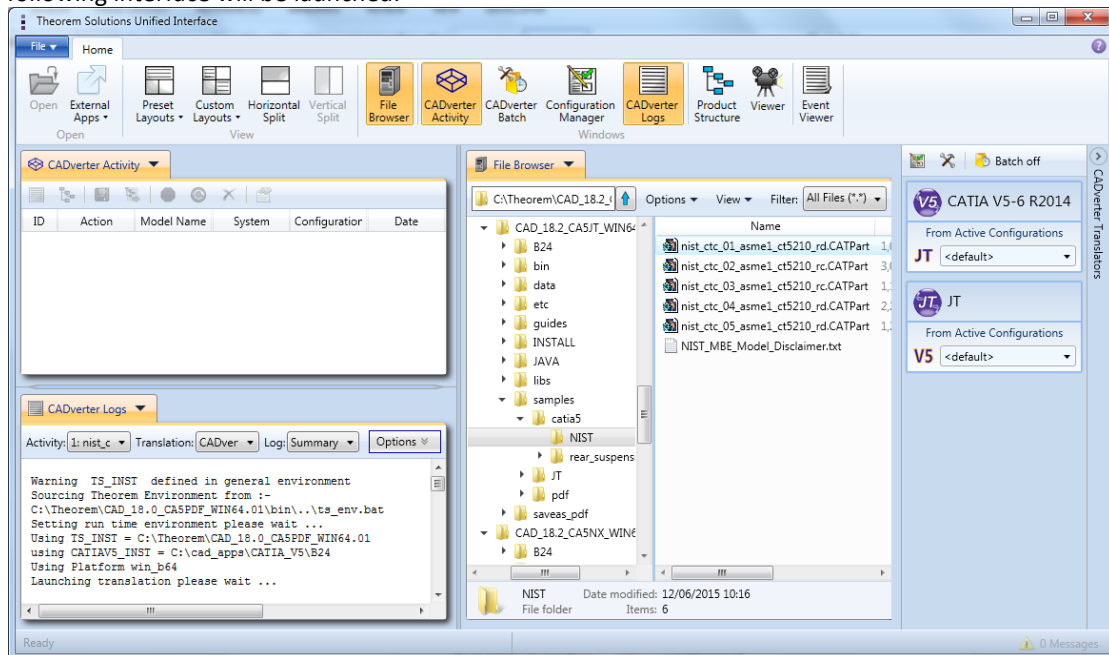 following interface will be launched.
Theorem Solutions Unified Interface
File Home
Open External Apps Preset Layouts Custom Layouts Horizontal Split Vertical Split File Browser CADverter Activity CADverter Batch Configuration Manager CADverter Logs Product Structure Viewer Event Viewer
Open View Windows
CADverter Activity
ID Action Model Name System Configuration Date
CADverter Logs
Activity: 1: nist_c Translation: CADver Log: Summary Options
Warning TS_INST defined in general environment
Sourcing Theorem Environment from :-
C:\Theorem\CAD_18.0_CA5PDF_WIN64.01\bin\..\ts_env.bat
Setting run time environment please wait ...
Using TS_INST = C:\Theorem\CAD_18.0_CA5PDF_WIN64.01
using CATIAV5_INST = C:\cad_apps\CATIA_V5\B24
Using Platform win_b64
Launching translation please wait ...
File Browser
C:\Theorem\CAD_18.2_ Options View Filter: All Files (*.*)
CAD_18.2_CA5JT_WIN64
B24
bin
data
etc
guides
INSTALL
JAVA
libs
samples
catia5
NIST
rear_suspens
JT
pdf
saveas_pdf
CAD_18.2_CA5NX_WIN6
B24
Name
nist_ctc_01_asme1_ct5210_rd.CATPart
nist_ctc_02_asme1_ct5210_rc.CATPart
nist_ctc_03_asme1_ct5210_rc.CATPart
nist_ctc_04_asme1_ct5210_rd.CATPart
nist_ctc_05_asme1_ct5210_rd.CATPart
NIST_MBE_Model_Disclaimer.txt
NIST Date modified: 12/06/2015 10:16
File folder Items: 6
Batch off
V5 CATIA V5-6 R2014
From Active Configurations
JT <default>
JT JT
From Active Configurations
V5 <default>
CADverter Translators
Ready 0 Messages